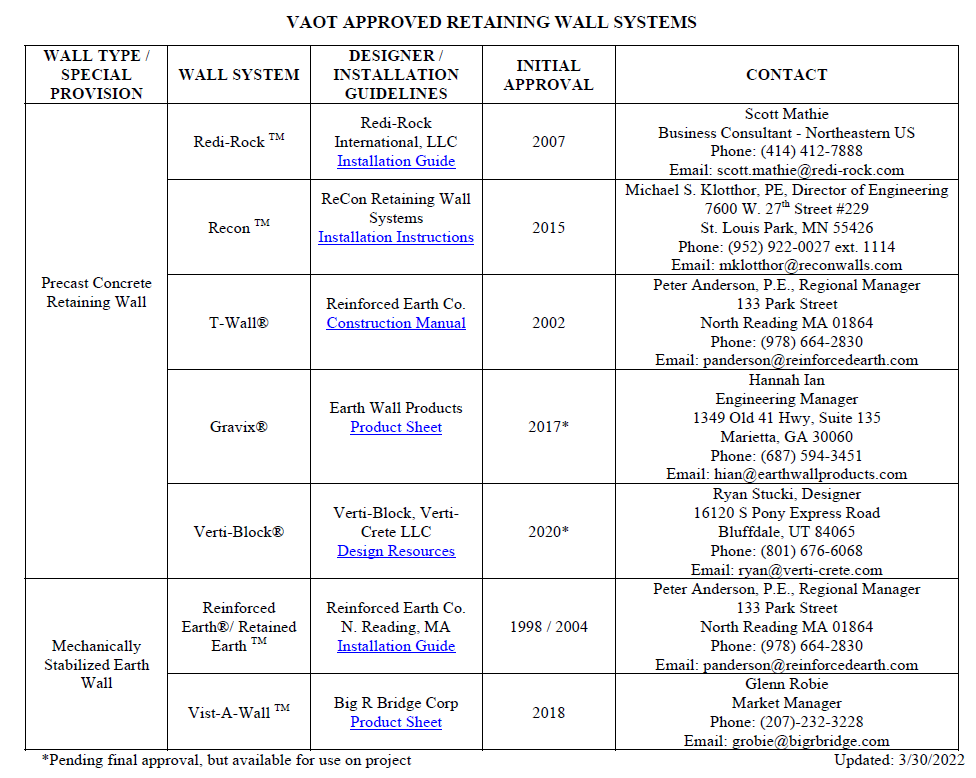 VAOT APPROVED RETAINING WALL SYSTEMS
WALL TYPE /
SPECIAL
PROVISION
WALL SYSTEM
DESIGNER /
INSTALLATION
GUIDELINES
INITIAL
APPROVAL
CONTACT
Precast Concrete
Retaining Wall
Redi-Rock TM
Redi-Rock
International, LLC
Installation Guide
2007
Scott Mathie
Business Consultant - Northeastern US
Phone: (414) 412-7888
Email: scott.mathie@redi-rock.com
Recon TM
ReCon Retaining Wall
Systems
Installation Instructions
2015
Michael S. Klotthor, PE, Director of Engineering
7600 W. 27th Street #229
St. Louis Park, MN 55426
Phone: (952) 922-0027 ext. 1114
Email: mklotthor@reconwalls.com
T-Wall®
Reinforced Earth Co.
Construction Manual
2002
Peter Anderson, P.E., Regional Manager
133 Park Street
North Reading MA 01864
Phone: (978) 664-2830
Email: panderson@reinforcedearth.com
Gravix®
Earth Wall Products
Product Sheet
2017*
Hannah Ian
Engineering Manager
1349 Old 41 Hwy, Suite 135
Marietta, GA 30060
Phone: (687) 594-3451
Email: hian@earthwallproducts.com
Verti-Block®
Verti-Block, Verti-
Crete LLC
Design Resources
2020*
Ryan Stucki, Designer
16120 S Pony Express Road
Bluffdale, UT 84065
Phone: (801) 676-6068
Email: ryan@verti-crete.com
Mechanically
Stabilized Earth
Wall
Reinforced
Earth®/ Retained
Earth TM
Reinforced Earth Co.
N. Reading, MA
Installation Guide
1998 / 2004
Peter Anderson, P.E., Regional Manager
133 Park Street
North Reading MA 01864
Phone: (978) 664-2830
Email: panderson@reinforcedearth.com
Vist-A-Wall TM
Big R Bridge Corp
Product Sheet
2018
Glenn Robie
Market Manager
Phone: (207)-232-3228
Email: grobie@bigrbridge.com
*Pending final approval, but available for use on project
Updated: 3/30/2022